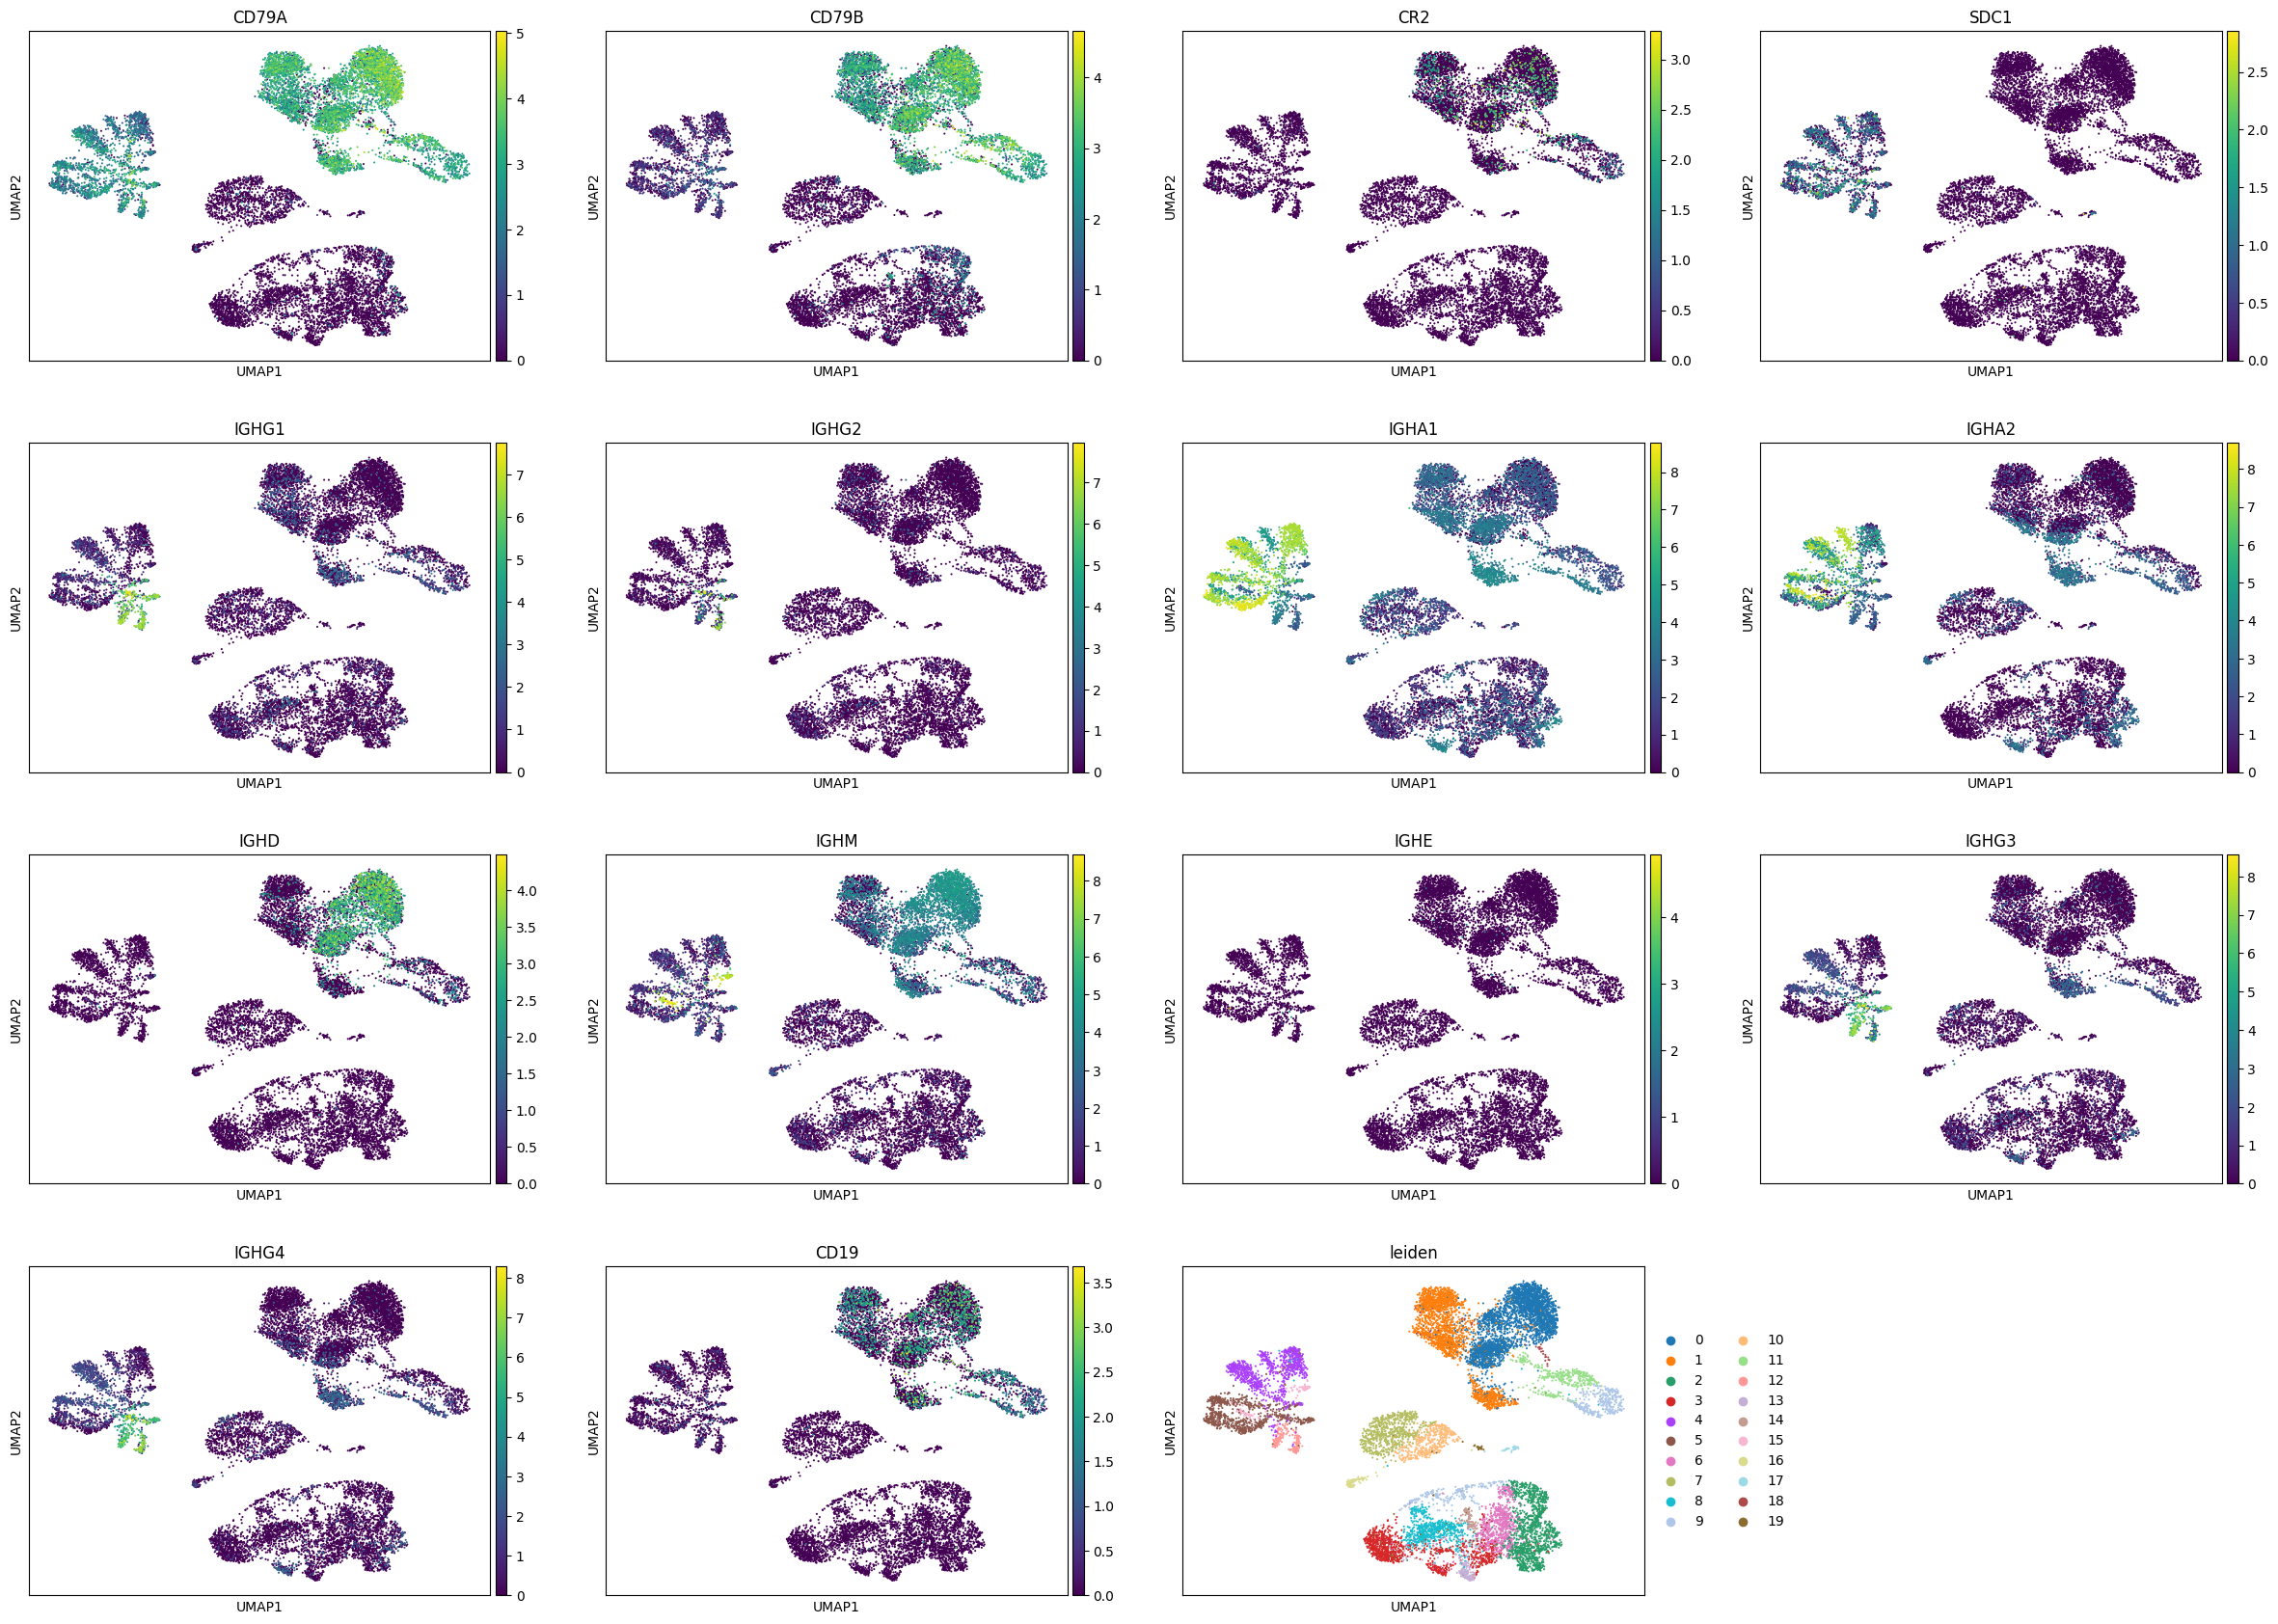 CD79A
CD79B
CR2
SDC1
UMAP2
UMAP1
5
4
3
2
1
0
UMAP2
UMAP1
4
3
2
1
0
UMAP2
UMAP1
3.0
2.5
2.0
1.5
1.0
0.5
0.0
UMAP2
UMAP1
2.5
2.0
1.5
1.0
0.5
0.0
IGHG1
IGHG2
IGHA1
IGHA2
UMAP2
UMAP1
7
6
5
4
3
2
1
0
UMAP2
UMAP1
7
6
5
4
3
2
1
0
UMAP2
UMAP1
8
7
6
5
4
3
2
1
0
UMAP2
UMAP1
8
7
6
5
4
3
2
1
0
IGHD
IGHM
IGHE
IGHG3
UMAP2
UMAP1
4.0
3.5
3.0
2.5
2.0
1.5
1.0
0.5
0.0
UMAP2
UMAP1
8
7
6
5
4
3
2
1
0
UMAP2
UMAP1
4
3
2
1
0
UMAP2
UMAP1
8
7
6
5
4
3
2
1
0
IGHG4
CD19
leiden
UMAP2
UMAP1
8
7
6
5
4
3
2
1
0
UMAP2
UMAP1
3.5
3.0
2.5
2.0
1.5
1.0
0.5
0.0
UMAP2
UMAP1
0 10
1 11
2 12
3 13
4 14
5 15
6 16
7 17
8 18
9 19